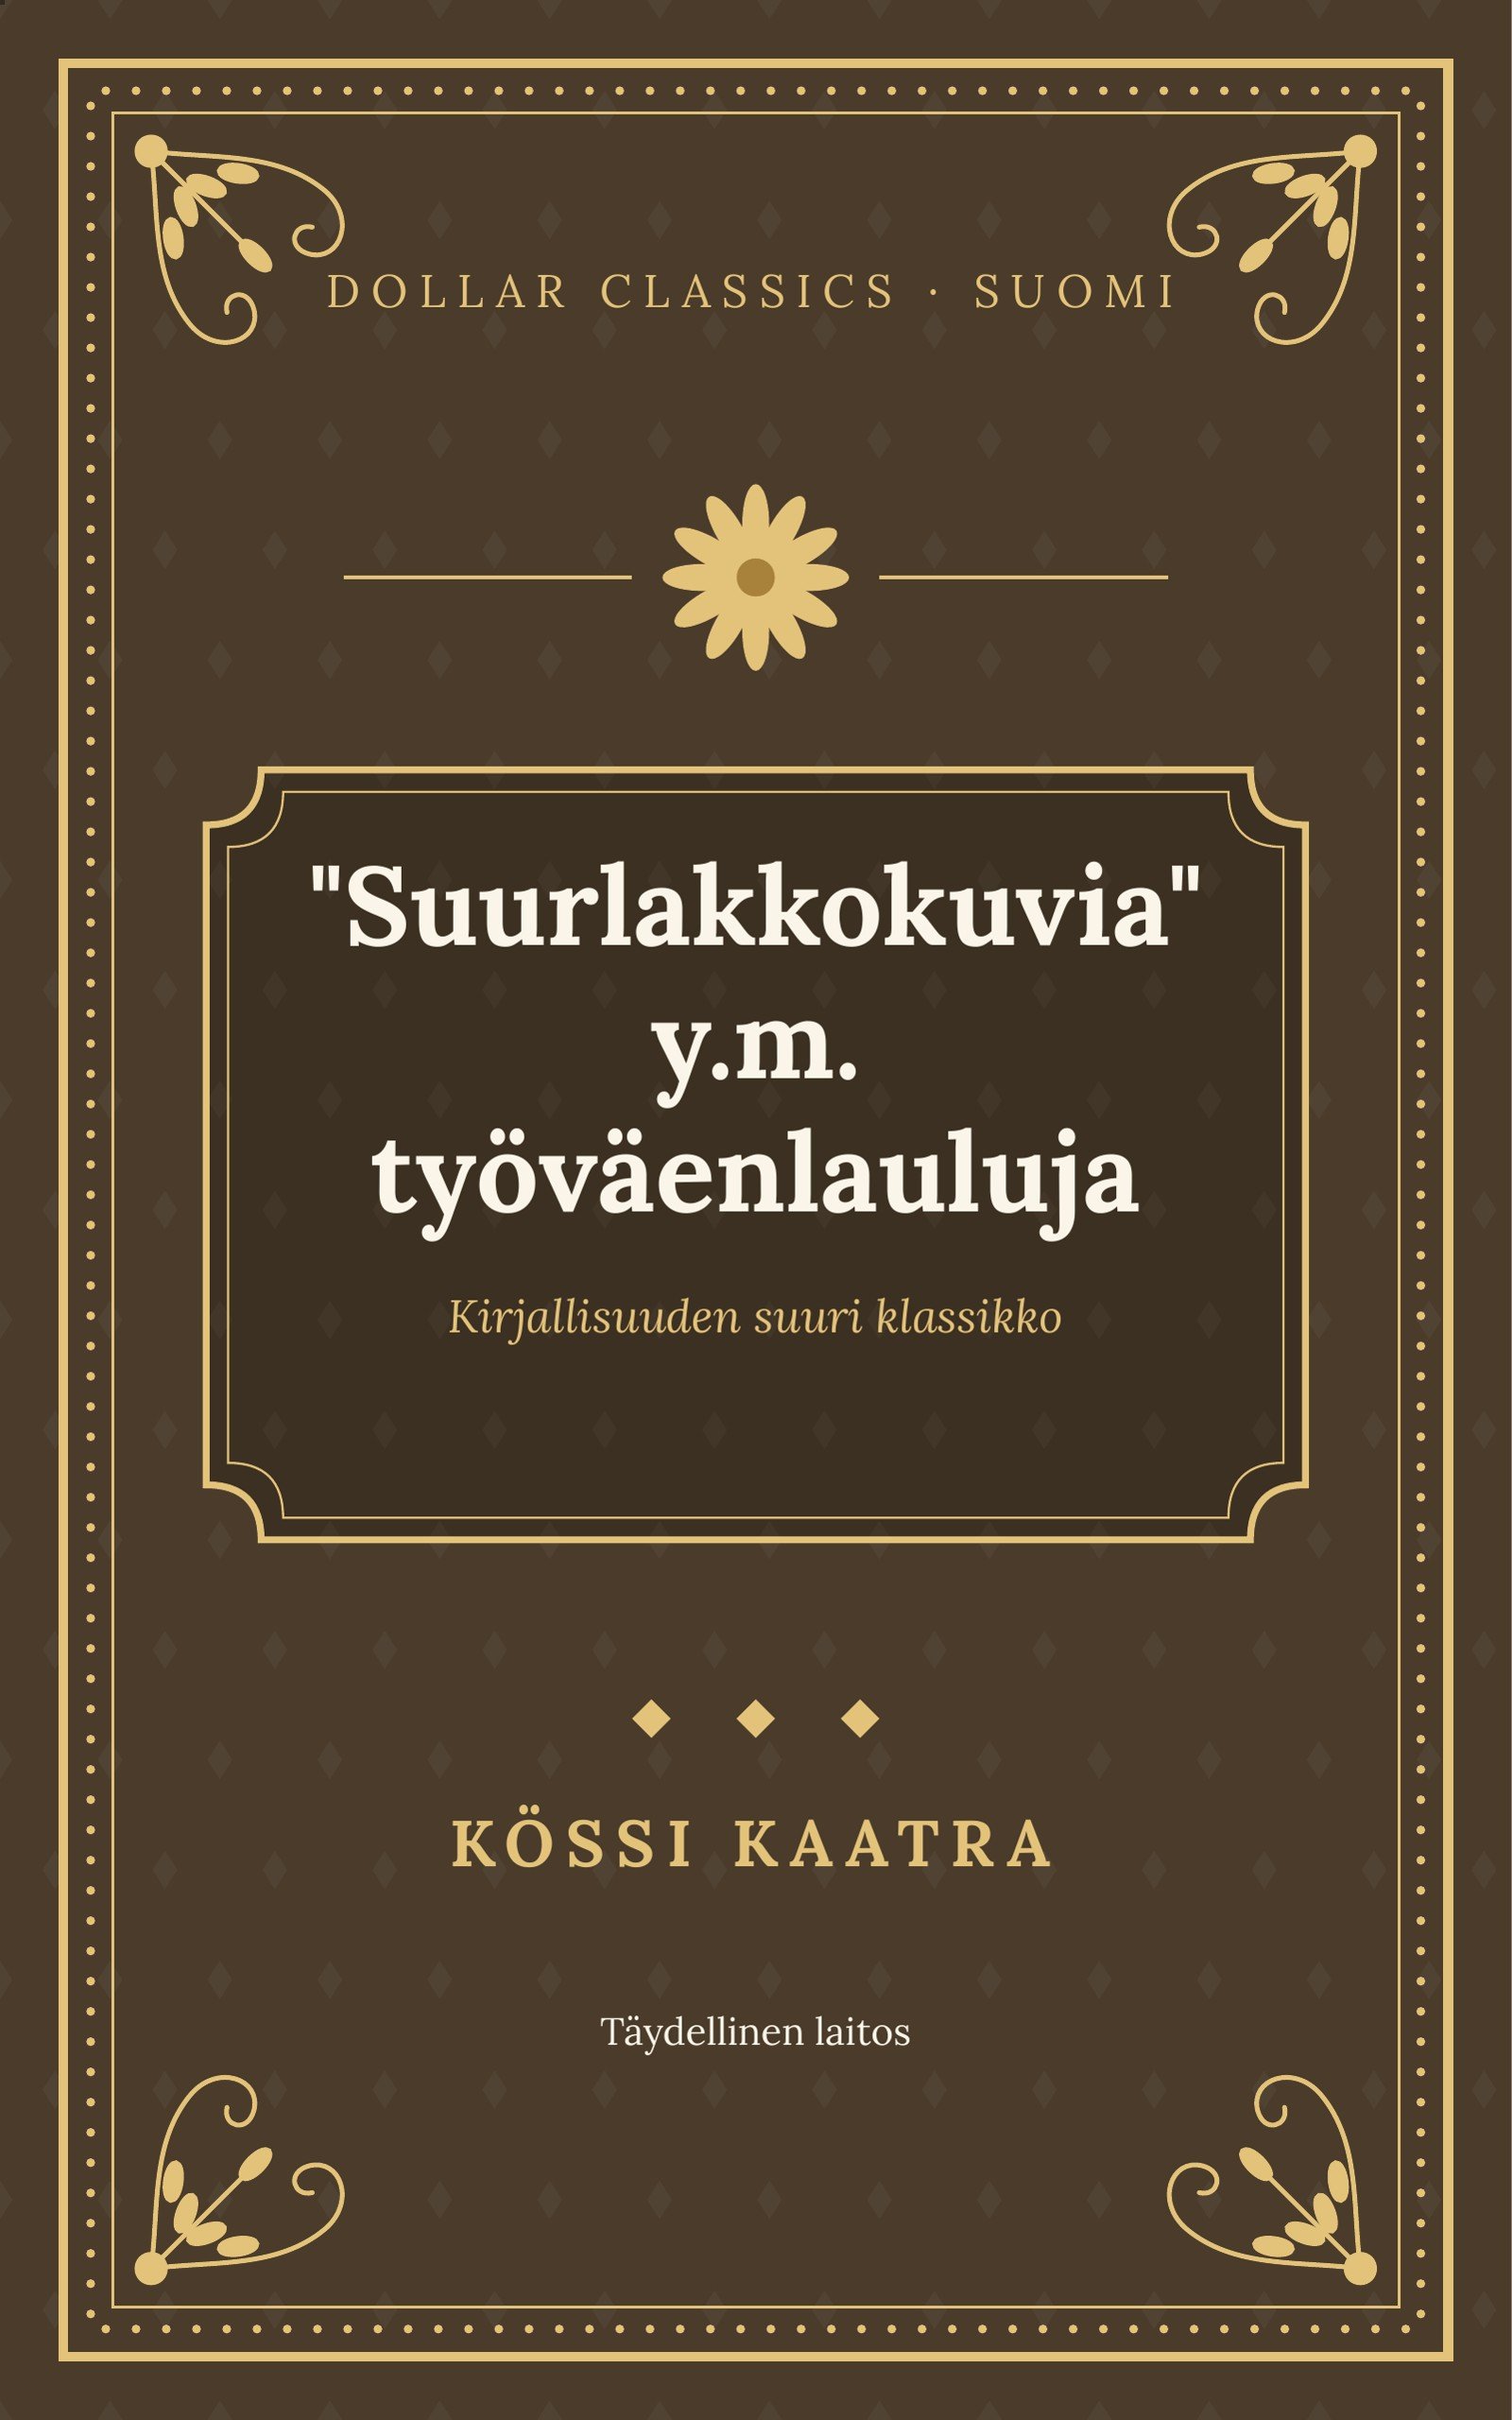 DOLLAR CLASSICS · SUOMI
"Suurlakkokuvia"
y.m.
työväenlauluja
Kirjallisuuden suuri klassikko
KÖSSI KAATRA
Täydellinen laitos